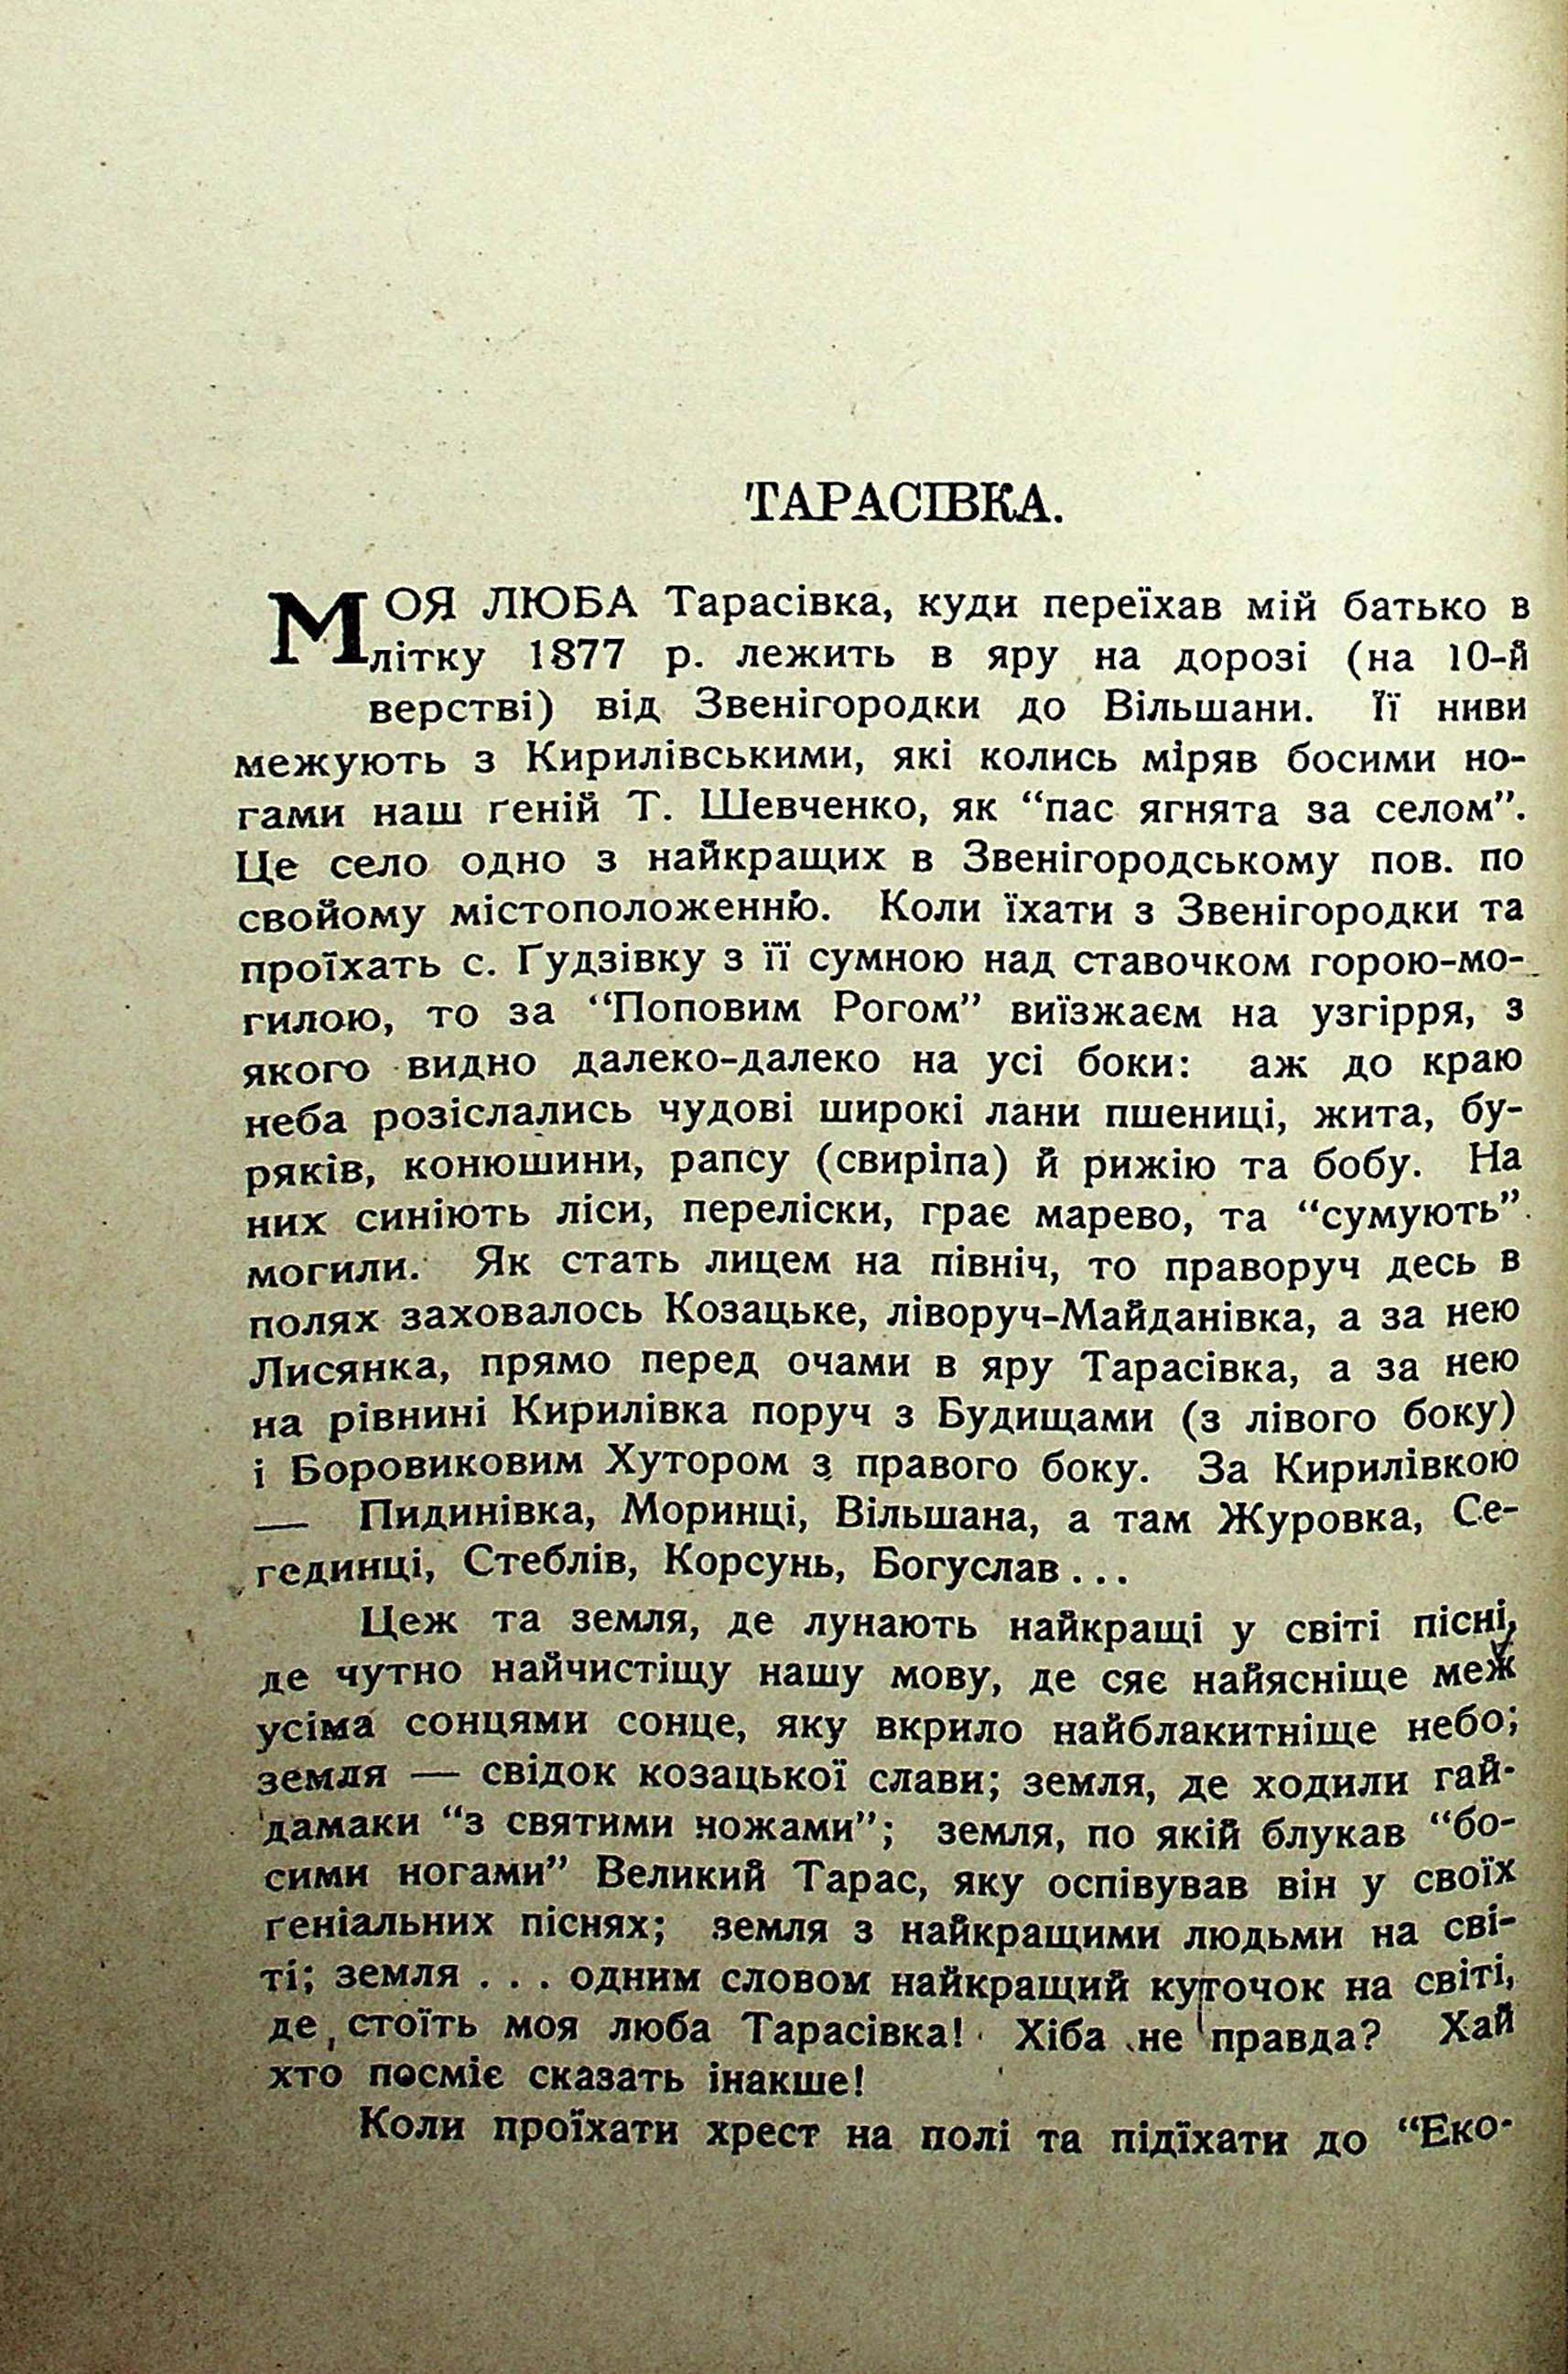 ТАРАСІВКА.
МОЯ ЛЮБА Тарасівка, куди переїхав мій батько в
літку 1877 р. лежить в яру на дорозі (на 10-й
верстві) від Звенігородки до Вільшани. Її ниви
межують з Кирилівськими, які колись міряв босими но-
гами наш ґеній Т. Шевченко, як “пас ягнята за селом”.
Це село одно з найкращих в Звенігородському пов. по
свойому містоположенню. Коли їхати з Звенігородки та
проїхать с. Ґудзівку з її сумною над ставочком горою-мо-
гилою, то за “Поповим Рогом” виїзжаєм на узгірря, з
якого видно далеко-далеко на усі боки: аж до краю
неба розіслались чудові широкі лани пшениці, жита, бу-
ряків, конюшини, рапсу (свиріпа) й рижію та бобу. На
них синіють ліси, переліски, грає марево, та “сумують”
могили. Як стать лицем на північ, то праворуч десь в
полях заховалось Козацьке, ліворуч-Майданівка, а за нею
Лисянка, прямо перед очами в яру Тарасівка, а за нею
на рівнині Кирилівка поруч з Будищами (з лівого боку)
і Боровиковим Хутором з правого боку. За Кирилівкою
— Пидинівка, Моринці, Вільшана, а там Журовка, Се-
гединці, Стеблів, Корсунь, Богуслав...
Цеж та земля, де лунають найкращі у світі пісні,
де чутно найчистіщу нашу мову, де сяє найясніще меж
усіма сонцями сонце, яку вкрило найблакитніще небо;
земля — свідок козацької слави; земля, де ходили гай-
дамаки “з святими ножами”; земля, по якій блукав “бо-
сими ногами” Великий Тарас, яку оспівував він у своїх
ґеніальних піснях; земля з найкращими людьми на сві-
ті; земля . . . одним словом найкращий куточок на світі,
де стоїть моя люба Тарасівка! Хіба не правда? Хай
хто посміє сказать інакше!
Коли проїхати хрест на полі та підїхати до “Еко-